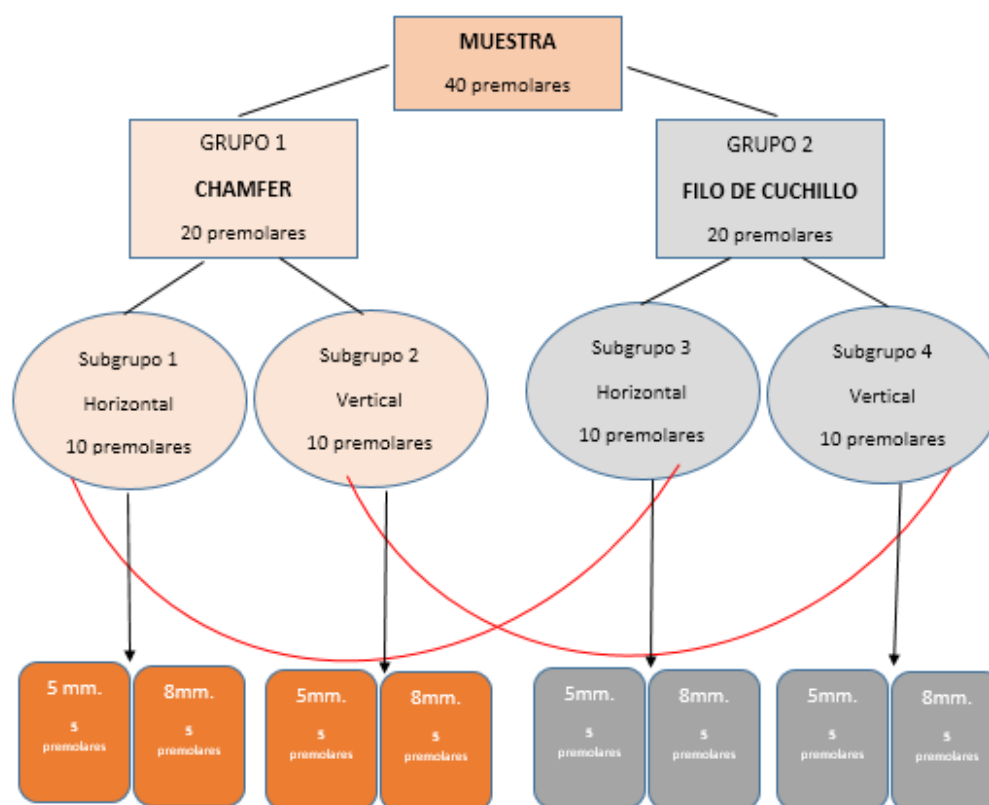 MUESTRA
40 premolares
GRUPO 1
CHAMFER
20 premolares
GRUPO 2
FILO DE CUCHILLO
20 premolares
Subgrupo 1
Horizontal
10 premolares
Subgrupo 2
Vertical
10 premolares
Subgrupo 3
Horizontal
10 premolares
Subgrupo 4
Vertical
10 premolares
5 mm.
5
premolares
8mm.
5
premolares
5mm.
5
premolares
8mm.
5
premolares
5mm.
5
premolares
8mm.
5
premolares
5mm.
5
premolares
8mm.
5
premolares